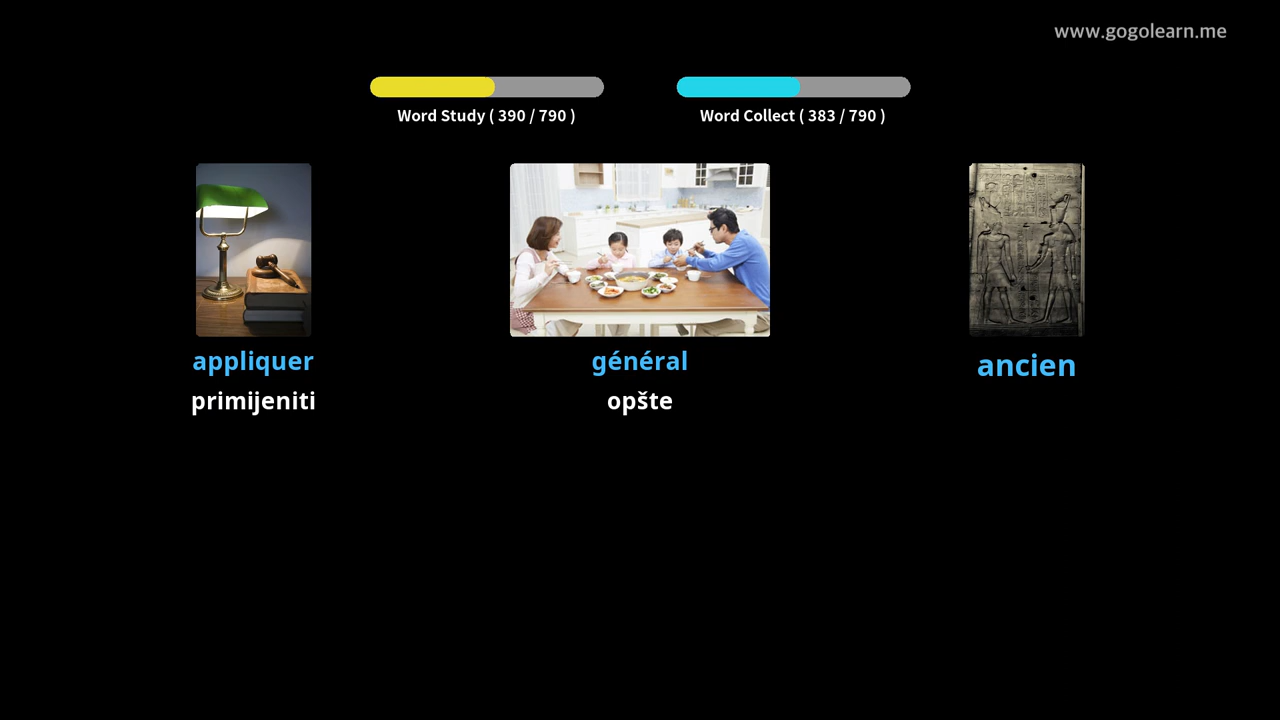 www.gogolearn.me
Word Study ( 390 / 790 )
Word Collect ( 383 / 790 )
appliquer
primijeniti
général
opšte
ancien